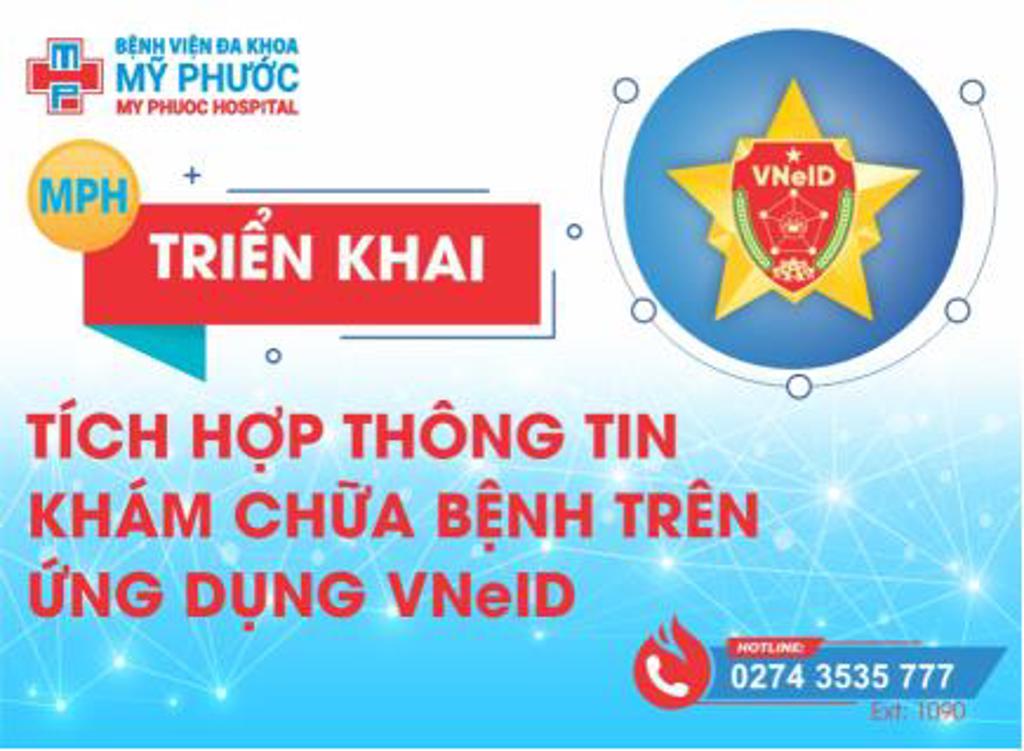 BỆNH VIỆN ĐA KHOA
MỸ PHƯỚC
MY PHUOC HOSPITAL
MPH
TRIỂN KHAI
VNeID
TÍCH HỢP THÔNG TIN
KHÁM CHỮA BỆNH TRÊN
ỨNG DỤNG VNeID
HOTLINE:
0274 3535 777
Ext: 1090